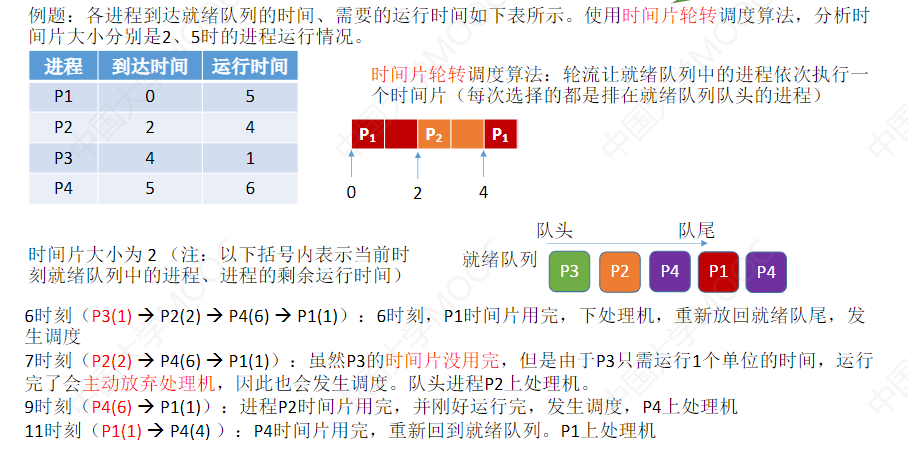 例题：各进程到达就绪队列的时间、需要的运行时间如下表所示。使用时间片轮转调度算法，分析时
间片大小分别是2、5时的进程运行情况。
进程 到达时间 运行时间
P1 0 5
P2 2 4
P3 4 1
P4 5 6
时间片轮转调度算法：轮流让就绪队列中的进程依次执行一
个时间片（每次选择的都是排在就绪队列队头的进程）
P1 P2 P1
0 2 4
队头 队尾
就绪队列 P3 P2 P4 P1 P4
时间片大小为 2 （注：以下括号内表示当前时
刻就绪队列中的进程、进程的剩余运行时间）
6时刻（P3(1) → P2(2) → P4(6) → P1(1)）：6时刻，P1时间片用完，下处理机，重新放回就绪队尾，发
生调度
7时刻（P2(2) → P4(6) → P1(1)）：虽然P3的时间片没用完，但是由于P3只需运行1个单位的时间，运行
完了会主动放弃处理机，因此也会发生调度。队头进程P2上处理机。
9时刻（P4(6) → P1(1)）：进程P2时间片用完，并刚好运行完，发生调度，P4上处理机
11时刻（P1(1) → P4(4) ）：P4时间片用完，重新回到就绪队列。P1上处理机
中国大学MOOC